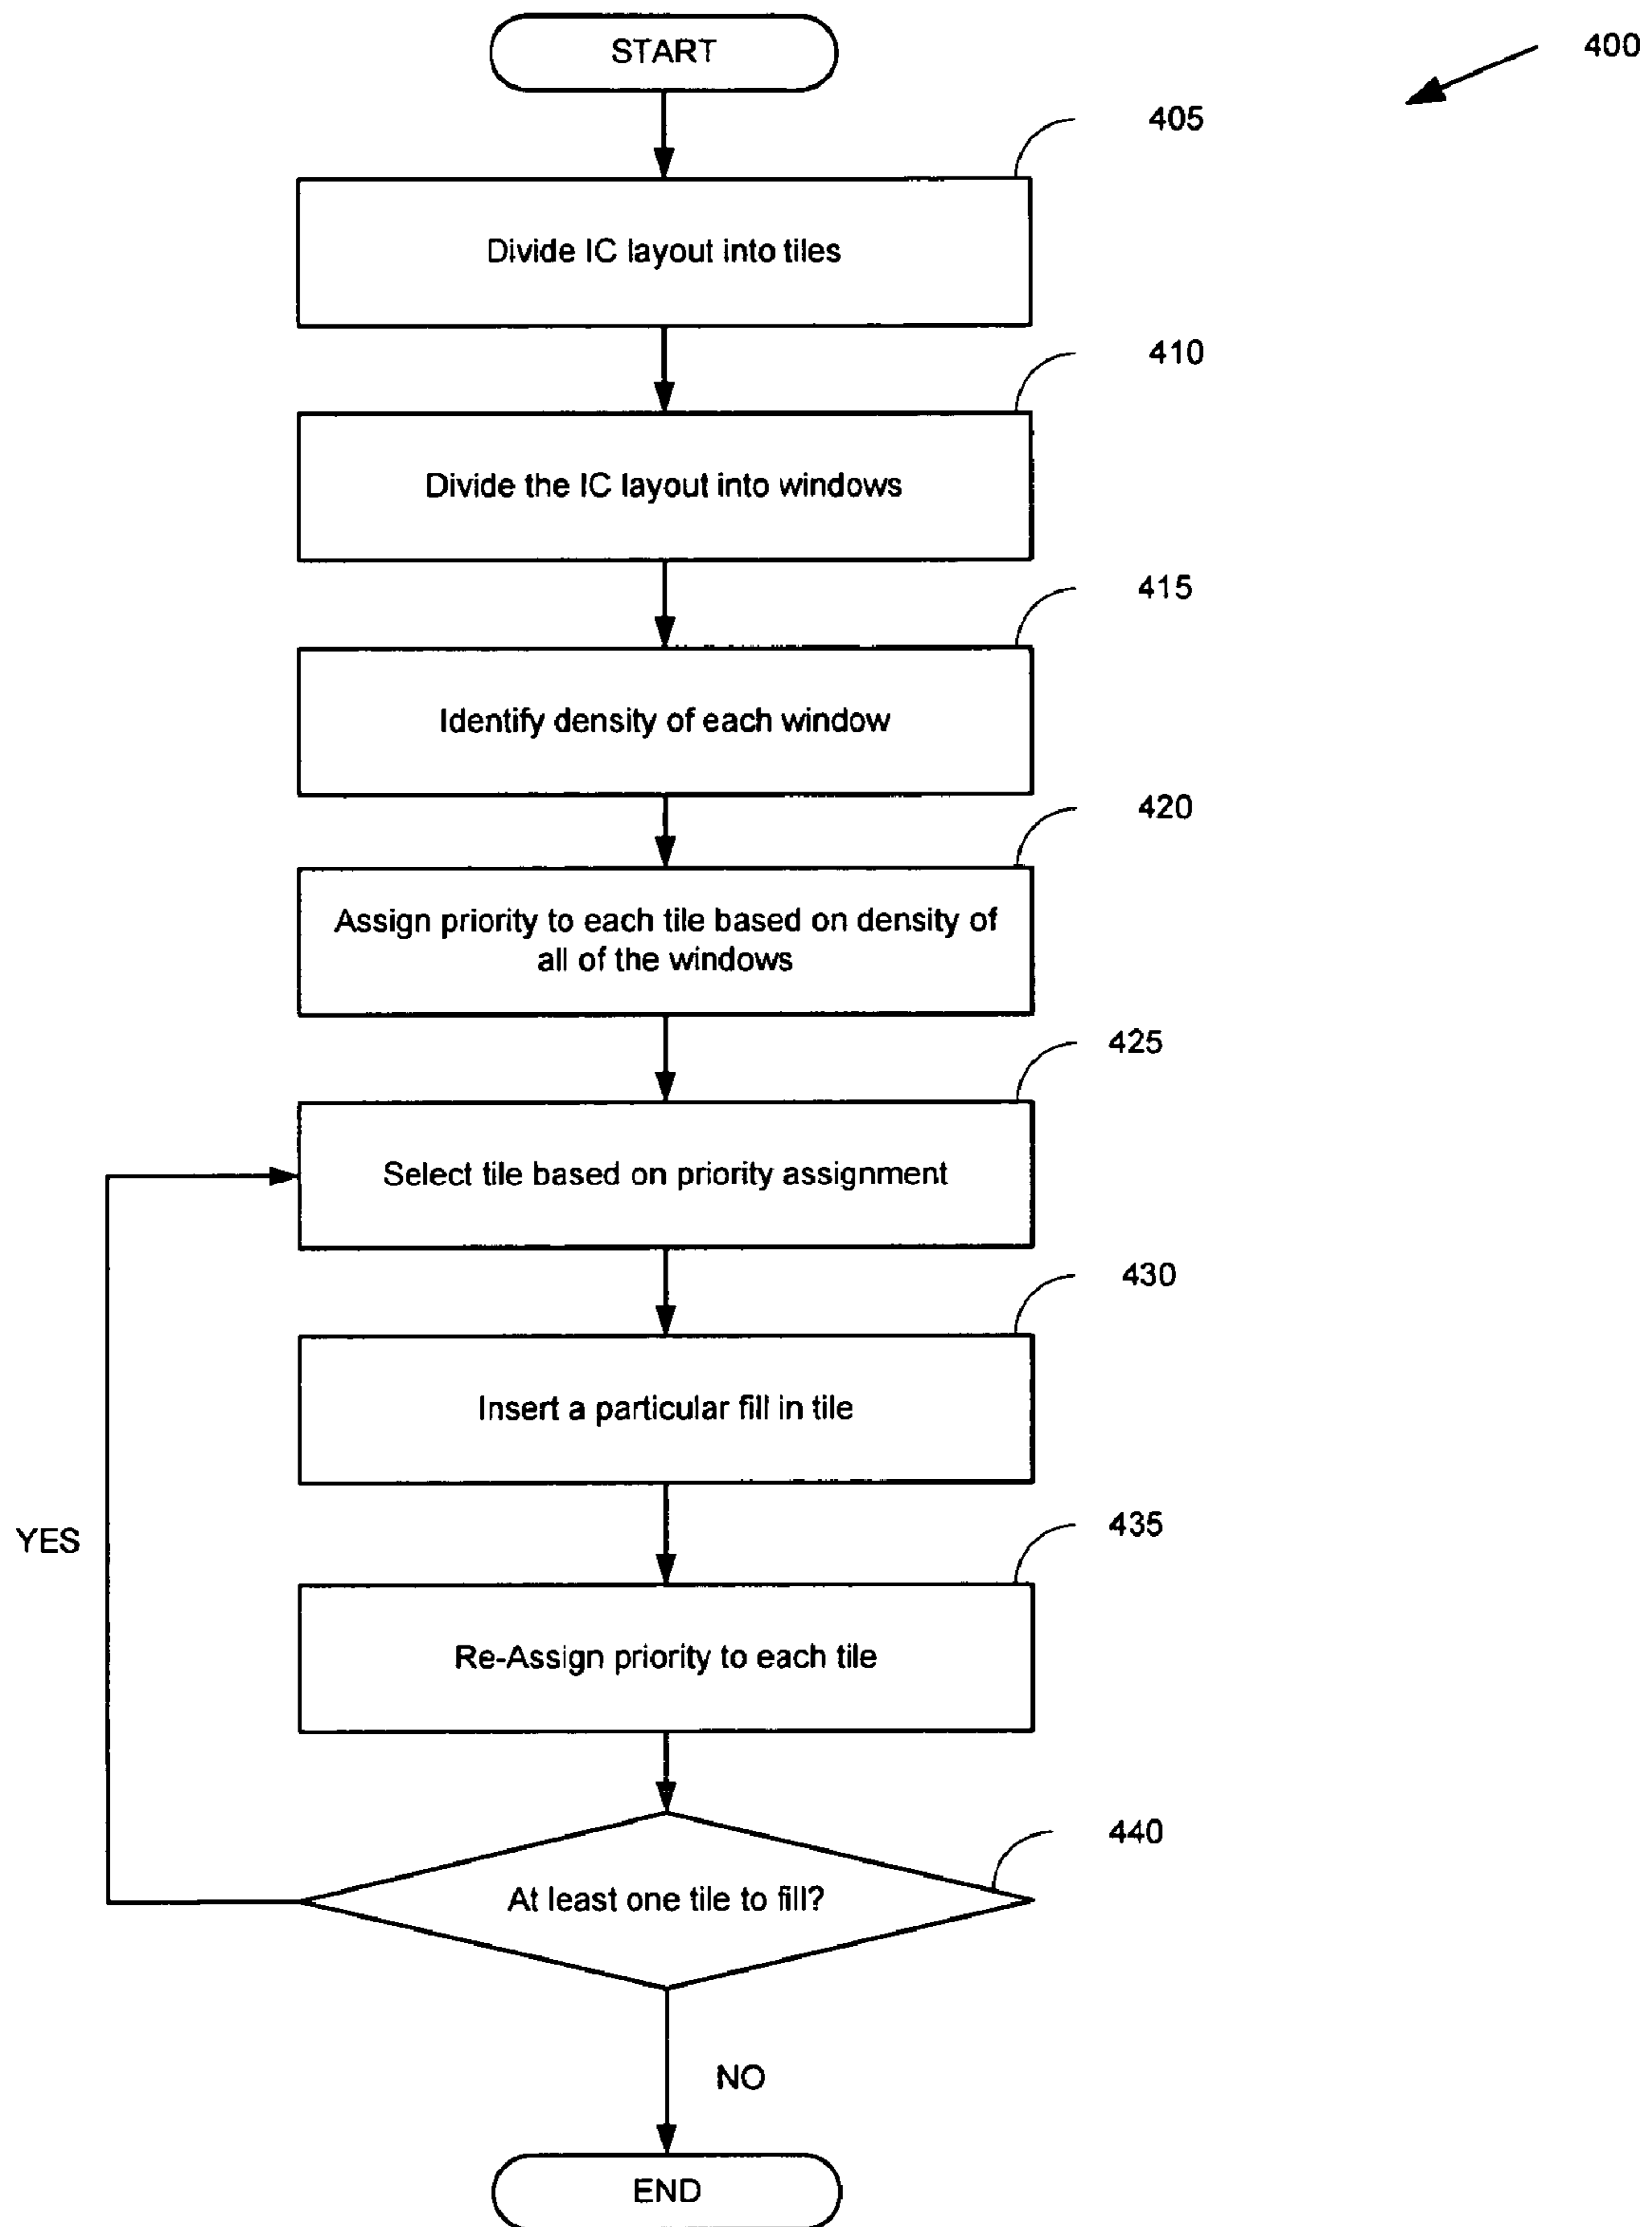 START
400
405
Divide IC layout into tiles
410
Divide the IC layout into windows
415
Identify density of each window
420
Assign priority to each tile based on density of
all of the windows
425
Select tile based on priority assignment
430
Insert a particular fill in tile
YES
435
Re-Assign priority to each tile
440
At least one tile to fill?
NO
END